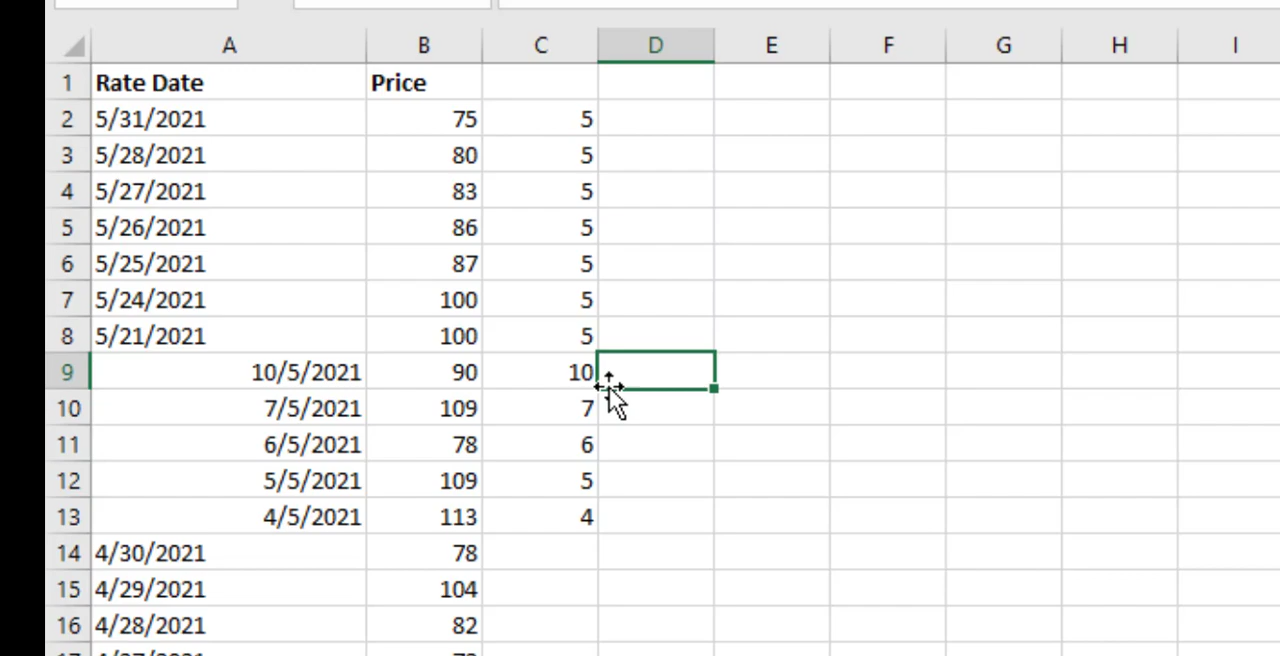 A B C D E F G H I
1 Rate Date Price
2 5/31/2021 75 5
3 5/28/2021 80 5
4 5/27/2021 83 5
5 5/26/2021 86 5
6 5/25/2021 87 5
7 5/24/2021 100 5
8 5/21/2021 100 5
9 10/5/2021 90 10
10 7/5/2021 109 7
11 6/5/2021 78 6
12 5/5/2021 109 5
13 4/5/2021 113 4
14 4/30/2021 78
15 4/29/2021 104
16 4/28/2021 82